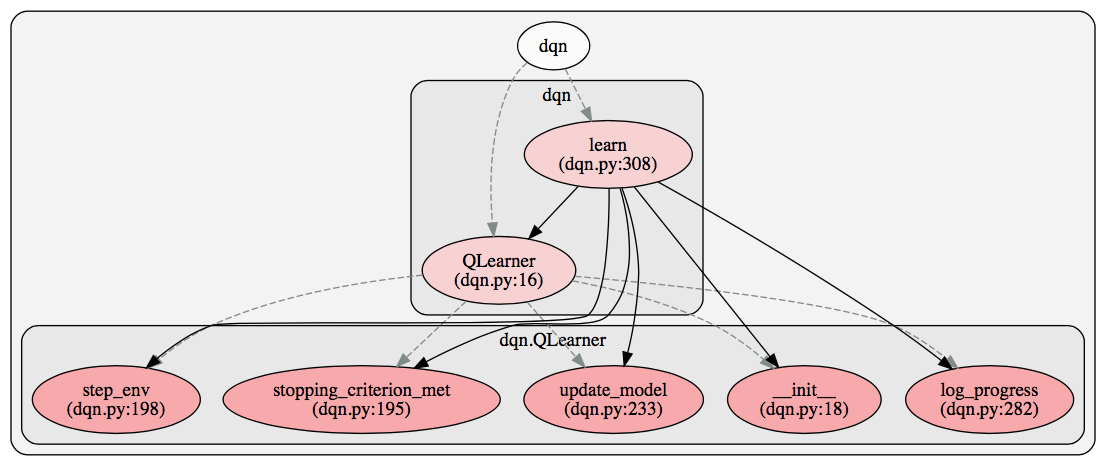 dqn
dqn
learn
(dqn.py:308)
QLearner
(dqn.py:16)
dqn.QLearner
step_env
(dqn.py:198)
stopping_criterion_met
(dqn.py:195)
update_model
(dqn.py:233)
__init__
(dqn.py:18)
log_progress
(dqn.py:282)